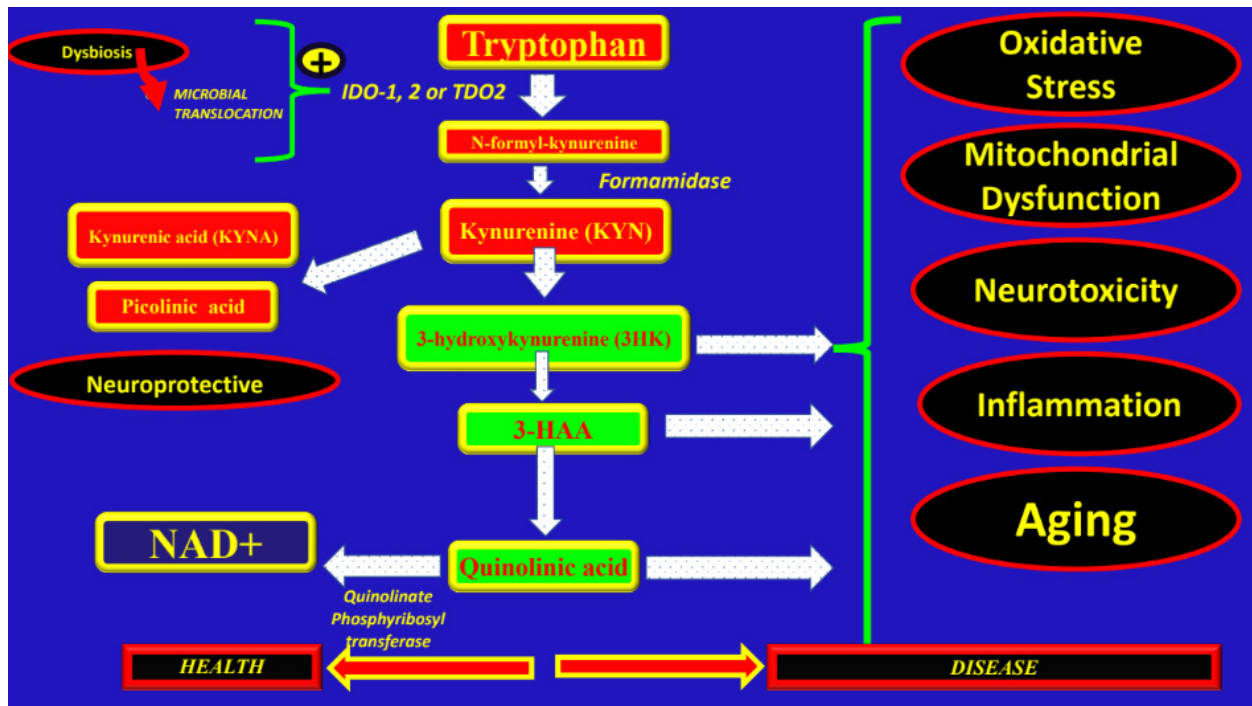 Dysbiosis
MICROBIAL
TRANSLOCATION
+
IDO-1, 2 or TDO2
Tryptophan
N-formyl-kynurenine
Formamidase
Kynurenine (KYN)
Kynurenic acid (KYNA)
Picolinic acid
Neuroprotective
3-hydroxykynurenine (3HK)
3-HAA
Quinolinic acid
NAD+
Quinolinate
Phosphyribosyl
transferase
HEALTH
DISEASE
Oxidative
Stress
Mitochondrial
Dysfunction
Neurotoxicity
Inflammation
Aging